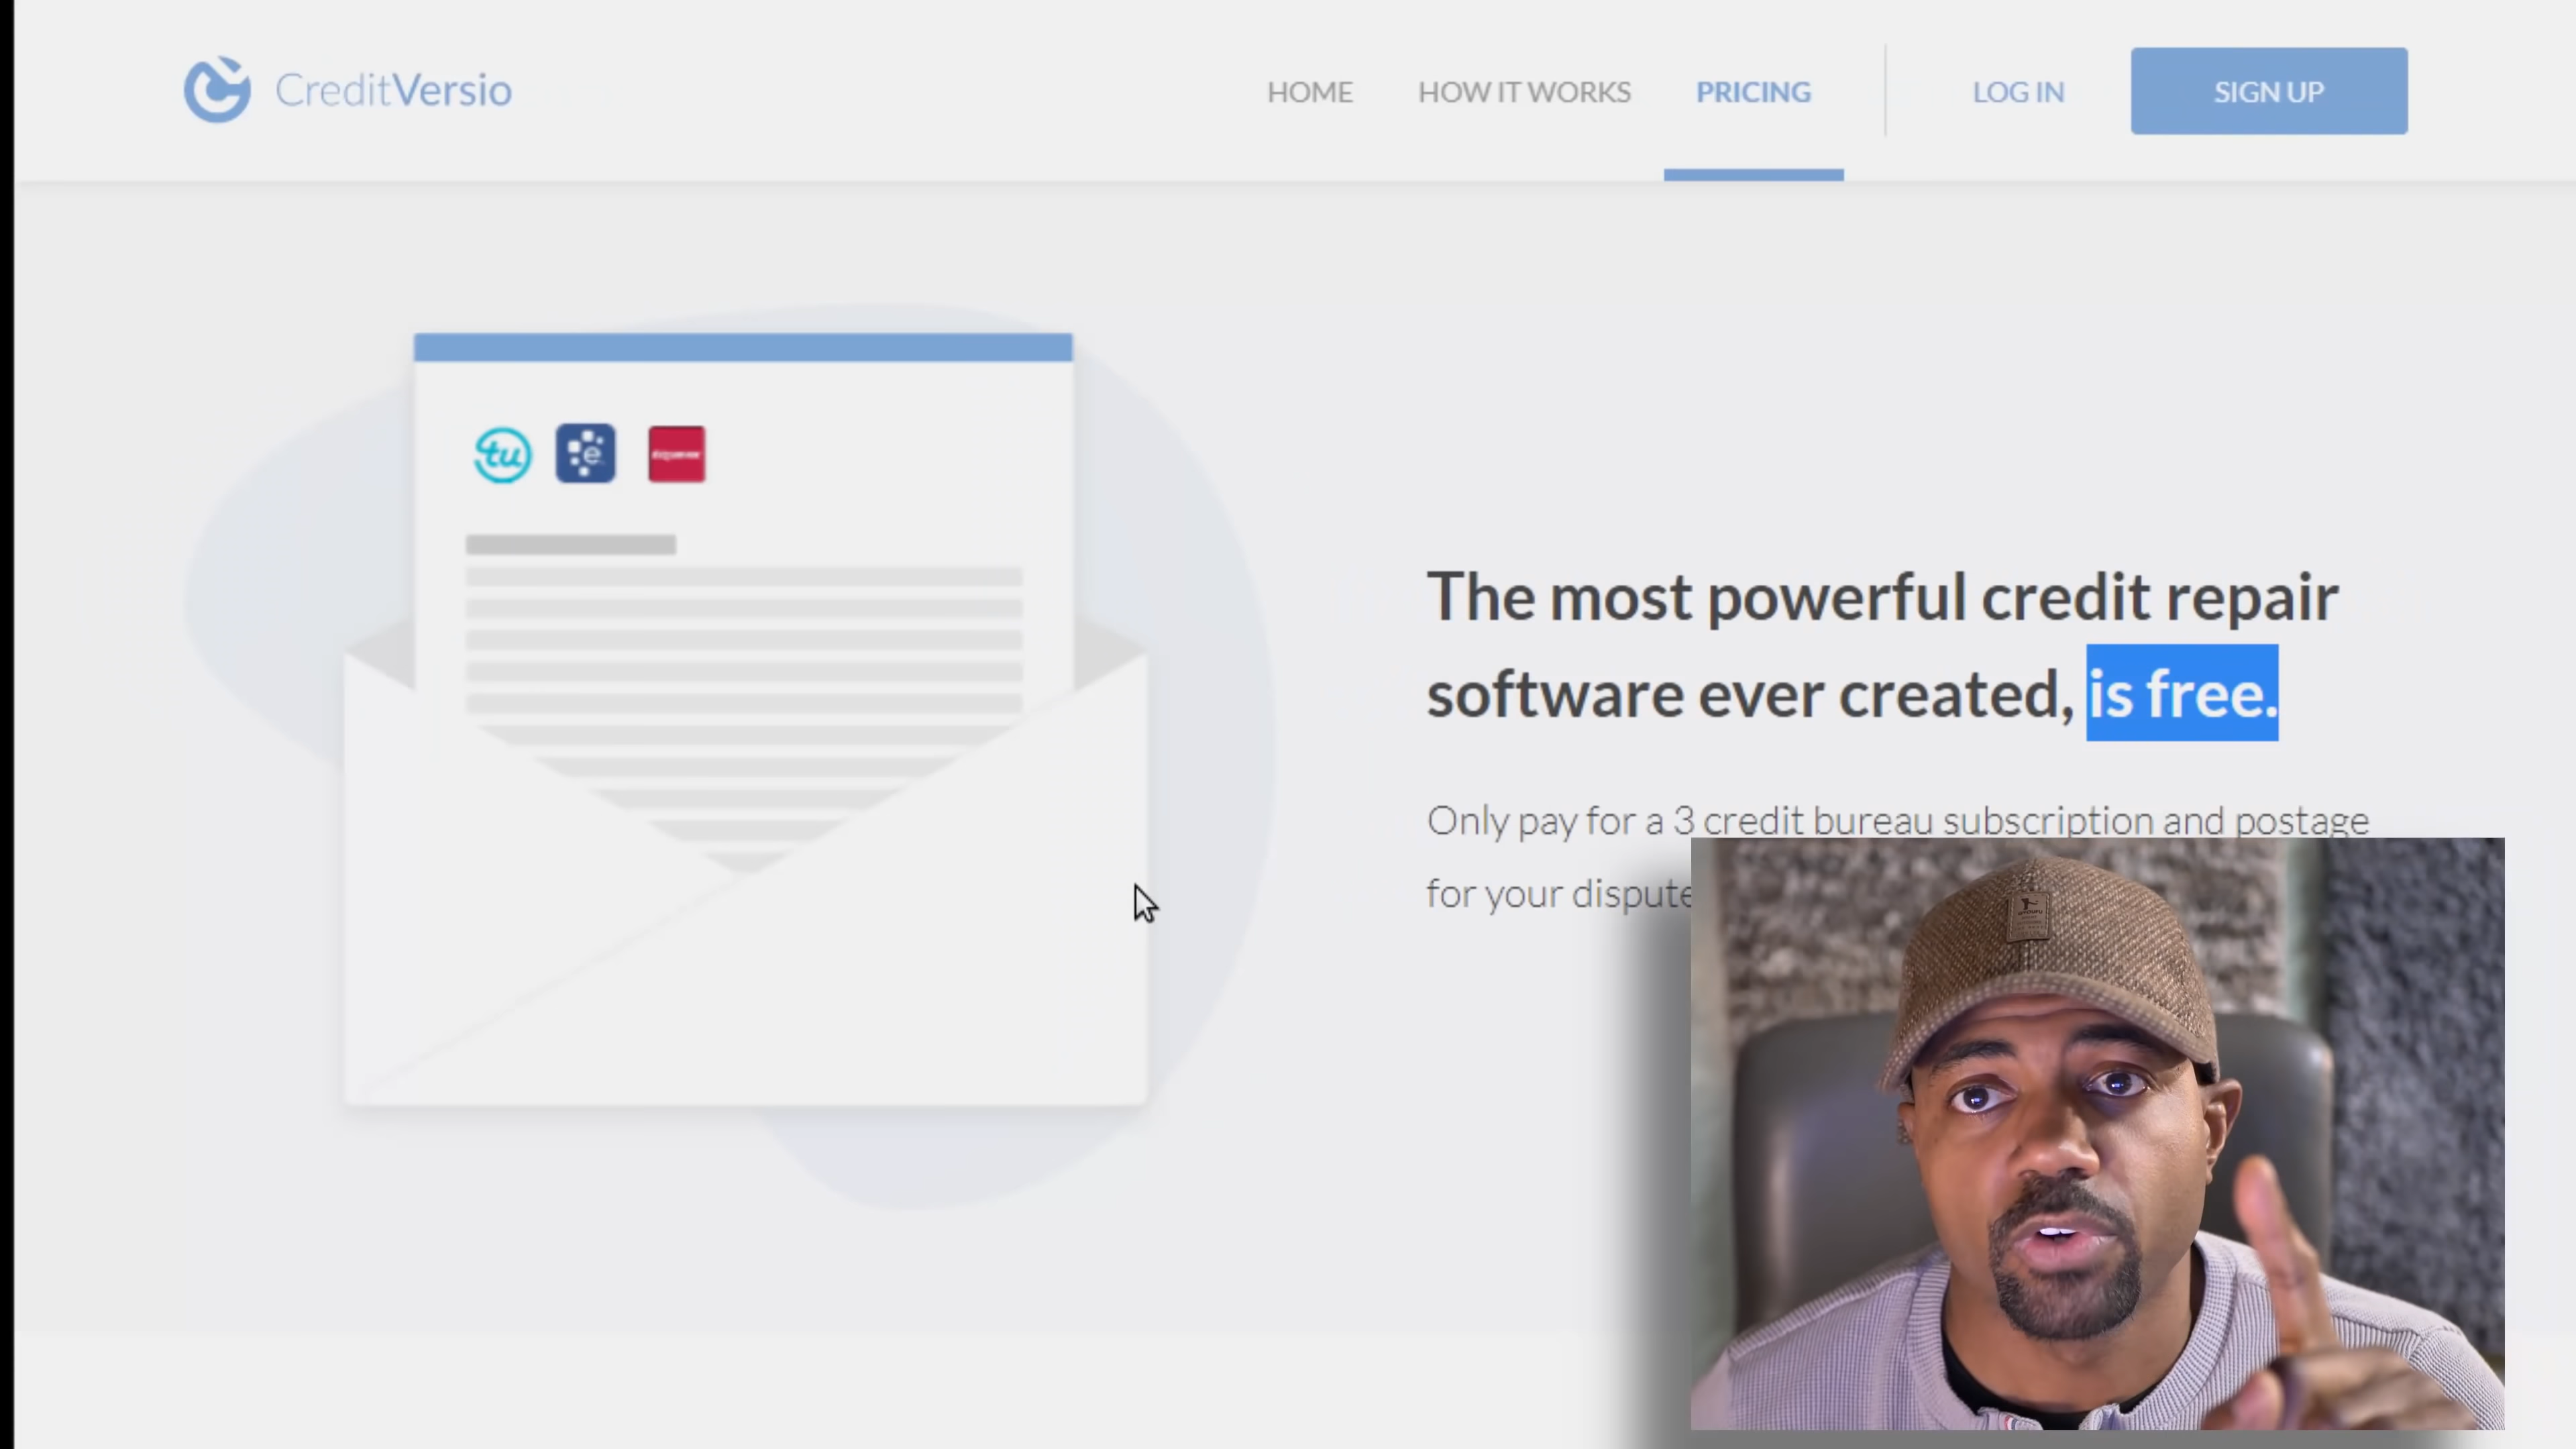 CreditVersio
HOME
HOW IT WORKS
PRICING
LOG IN
SIGN UP
tu
e
The most powerful credit repair
software ever created, is free.
Only pay for a 3 credit bureau subscription and postage
for your dispute